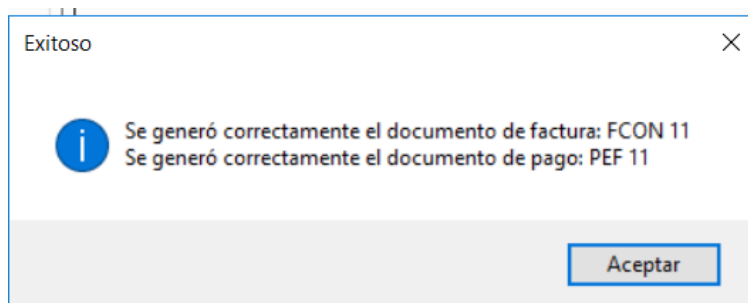 Exitoso
Se generó correctamente el documento de factura: FCON 11
Se generó correctamente el documento de pago: PEF 11
Aceptar